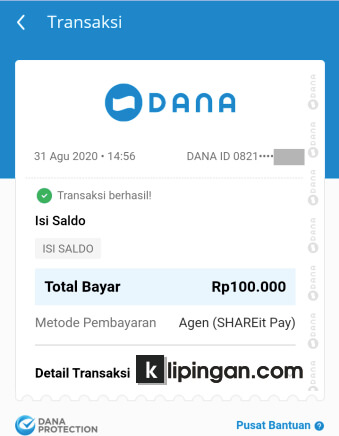 Transaksi
DANA
31 Agu 2020 • 14:56 DANA ID 0821••••
Transaksi berhasil!
Isi Saldo
ISI SALDO
Total Bayar Rp100.000
Metode Pembayaran Agen (SHAREit Pay)
Detail Transaksi klipingan.com
DANA PROTECTION
Pusat Bantuan